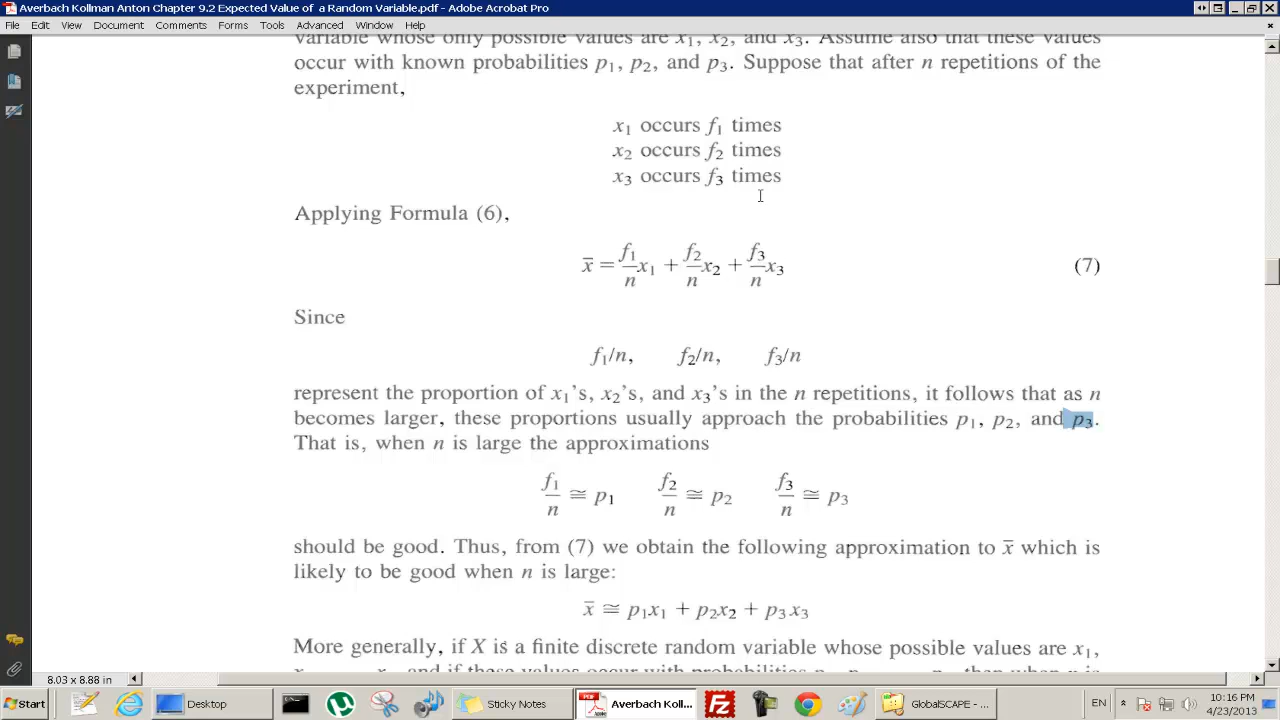 Averbach Kollman Anton Chapter 9.2 Expected Value of a Random Variable.pdf - Adobe Acrobat Pro
File Edit View Document Comments Forms Tools Advanced Window Help
variable whose only possible values are x₁, x₂, and x₃. Assume also that these values
occur with known probabilities p₁, p₂, and p₃. Suppose that after n repetitions of the
experiment,
x₁ occurs f₁ times
x₂ occurs f₂ times
x₃ occurs f₃ times
Applying Formula (6),
x̄ = f₁/n x₁ + f₂/n x₂ + f₃/n x₃ (7)
Since
f₁/n, f₂/n, f₃/n
represent the proportion of x₁'s, x₂'s, and x₃'s in the n repetitions, it follows that as n
becomes larger, these proportions usually approach the probabilities p₁, p₂, and p₃.
That is, when n is large the approximations
f₁/n ≅ p₁ f₂/n ≅ p₂ f₃/n ≅ p₃
should be good. Thus, from (7) we obtain the following approximation to x̄ which is
likely to be good when n is large:
x̄ ≅ p₁x₁ + p₂x₂ + p₃x₃
More generally, if X is a finite discrete random variable whose possible values are x₁,
and if these values occur with probabilities
8.03 x 8.88 in
Start Desktop Sticky Notes Averbach Koll... GlobalSCAPE - ... EN 10:16 PM
4/23/2013